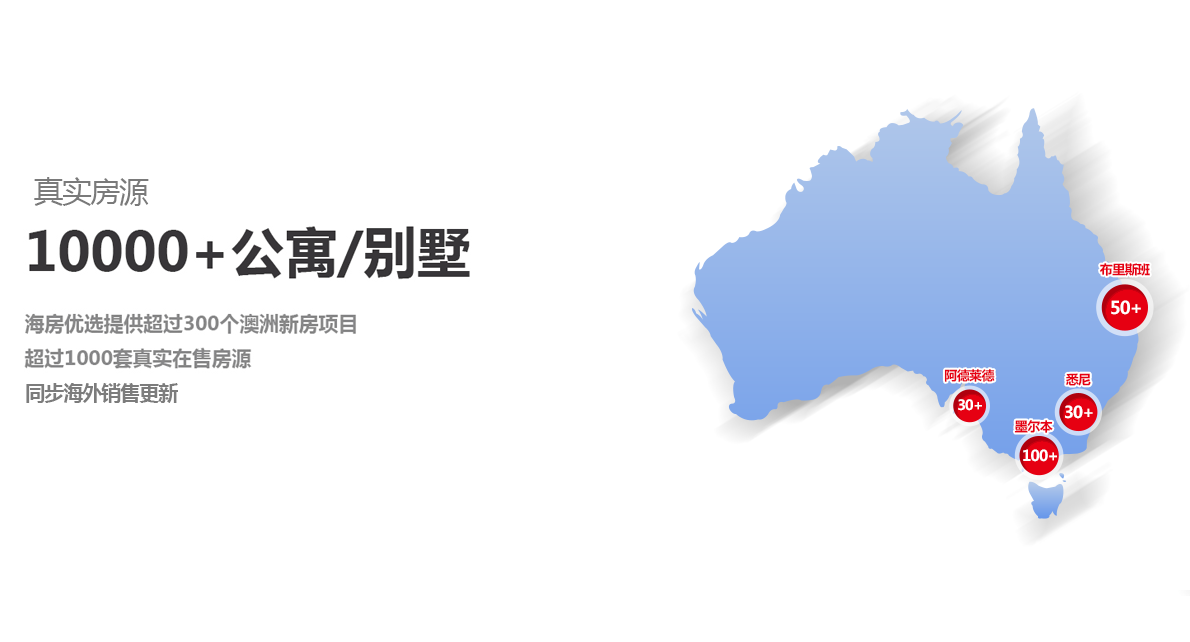 真实房源
10000+公寓/别墅
海房优选提供超过300个澳洲新房项目
超过1000套真实在售房源
同步海外销售更新
布里斯班
50+
阿德莱德
30+
悉尼
30+
墨尔本
100+